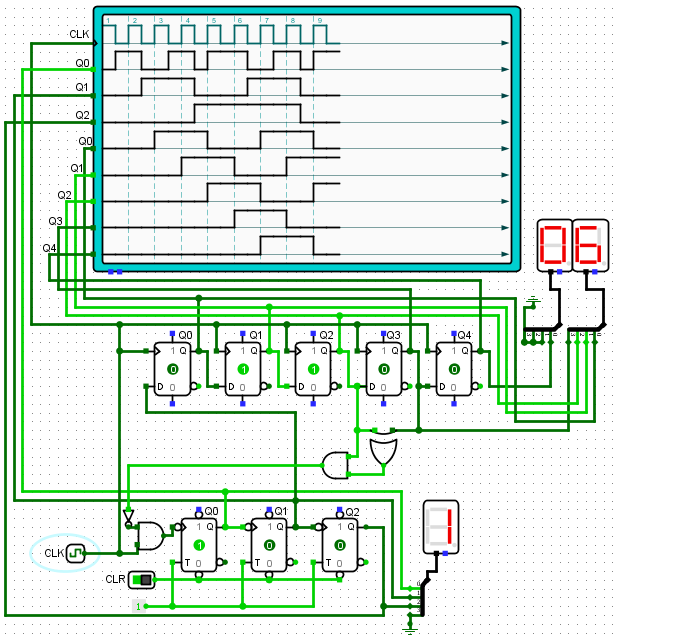 1 2 3 4 5 6 7 8 9
CLK
Q0
Q1
Q2
Q0
Q1
Q2
Q3
Q4
06
Q0 Q1 Q2 Q3 Q4
1 Q 1 Q 1 Q 1 Q 1 Q
0 1 1 0 0
D 0 D 0 D 0 D 0 D 0
Q0 Q1 Q2
1 Q 1 Q 1 Q
1 0 0
T 0 T 0 T 0
1
CLK
CLR
1